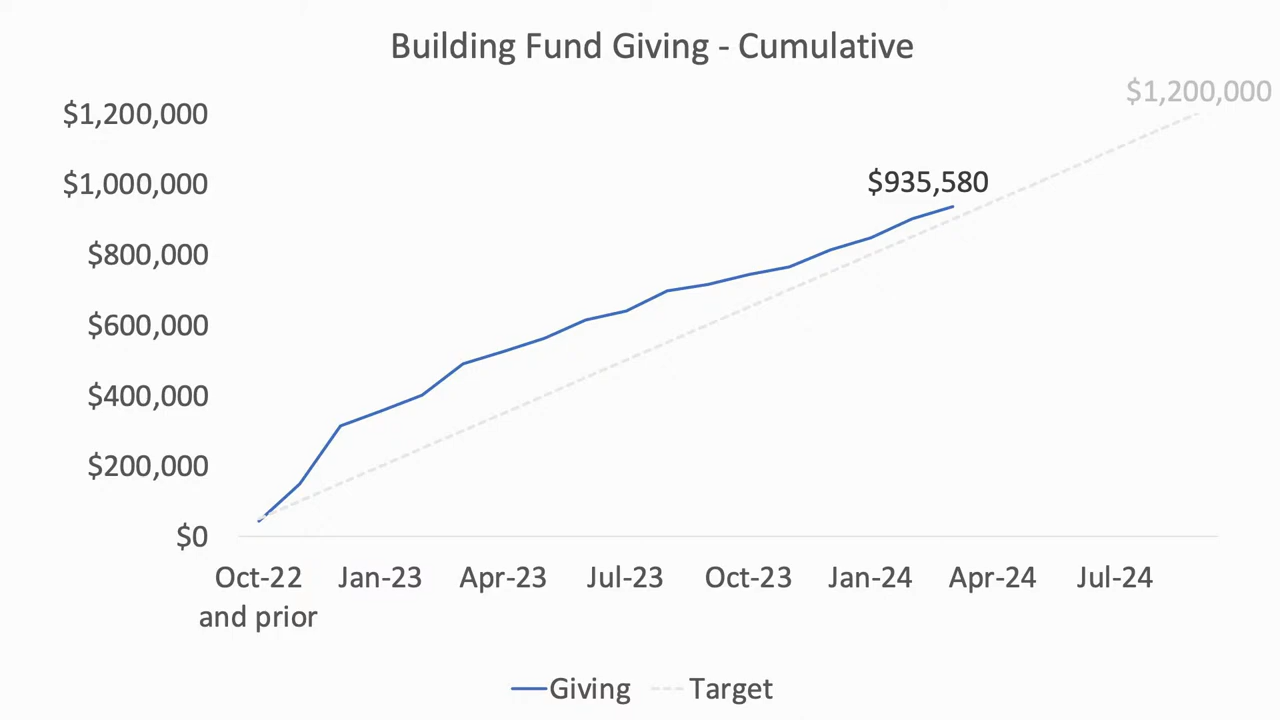 Building Fund Giving - Cumulative
$1,200,000
$1,200,000
$1,000,000
$935,580
$800,000
$600,000
$400,000
$200,000
$0
Oct-22 Jan-23 Apr-23 Jul-23 Oct-23 Jan-24 Apr-24 Jul-24
and prior
Giving Target